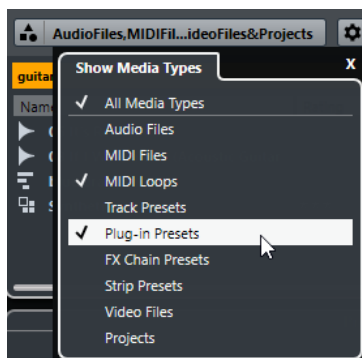 AudioFiles,MIDIFil...ideoFiles&Projects
Show Media Types
X
guitar
All Media Types
Nam
Audio Files
MIDI Files
MIDI Loops
Track Presets
Plug-in Presets
FX Chain Presets
Strip Presets
Video Files
Projects